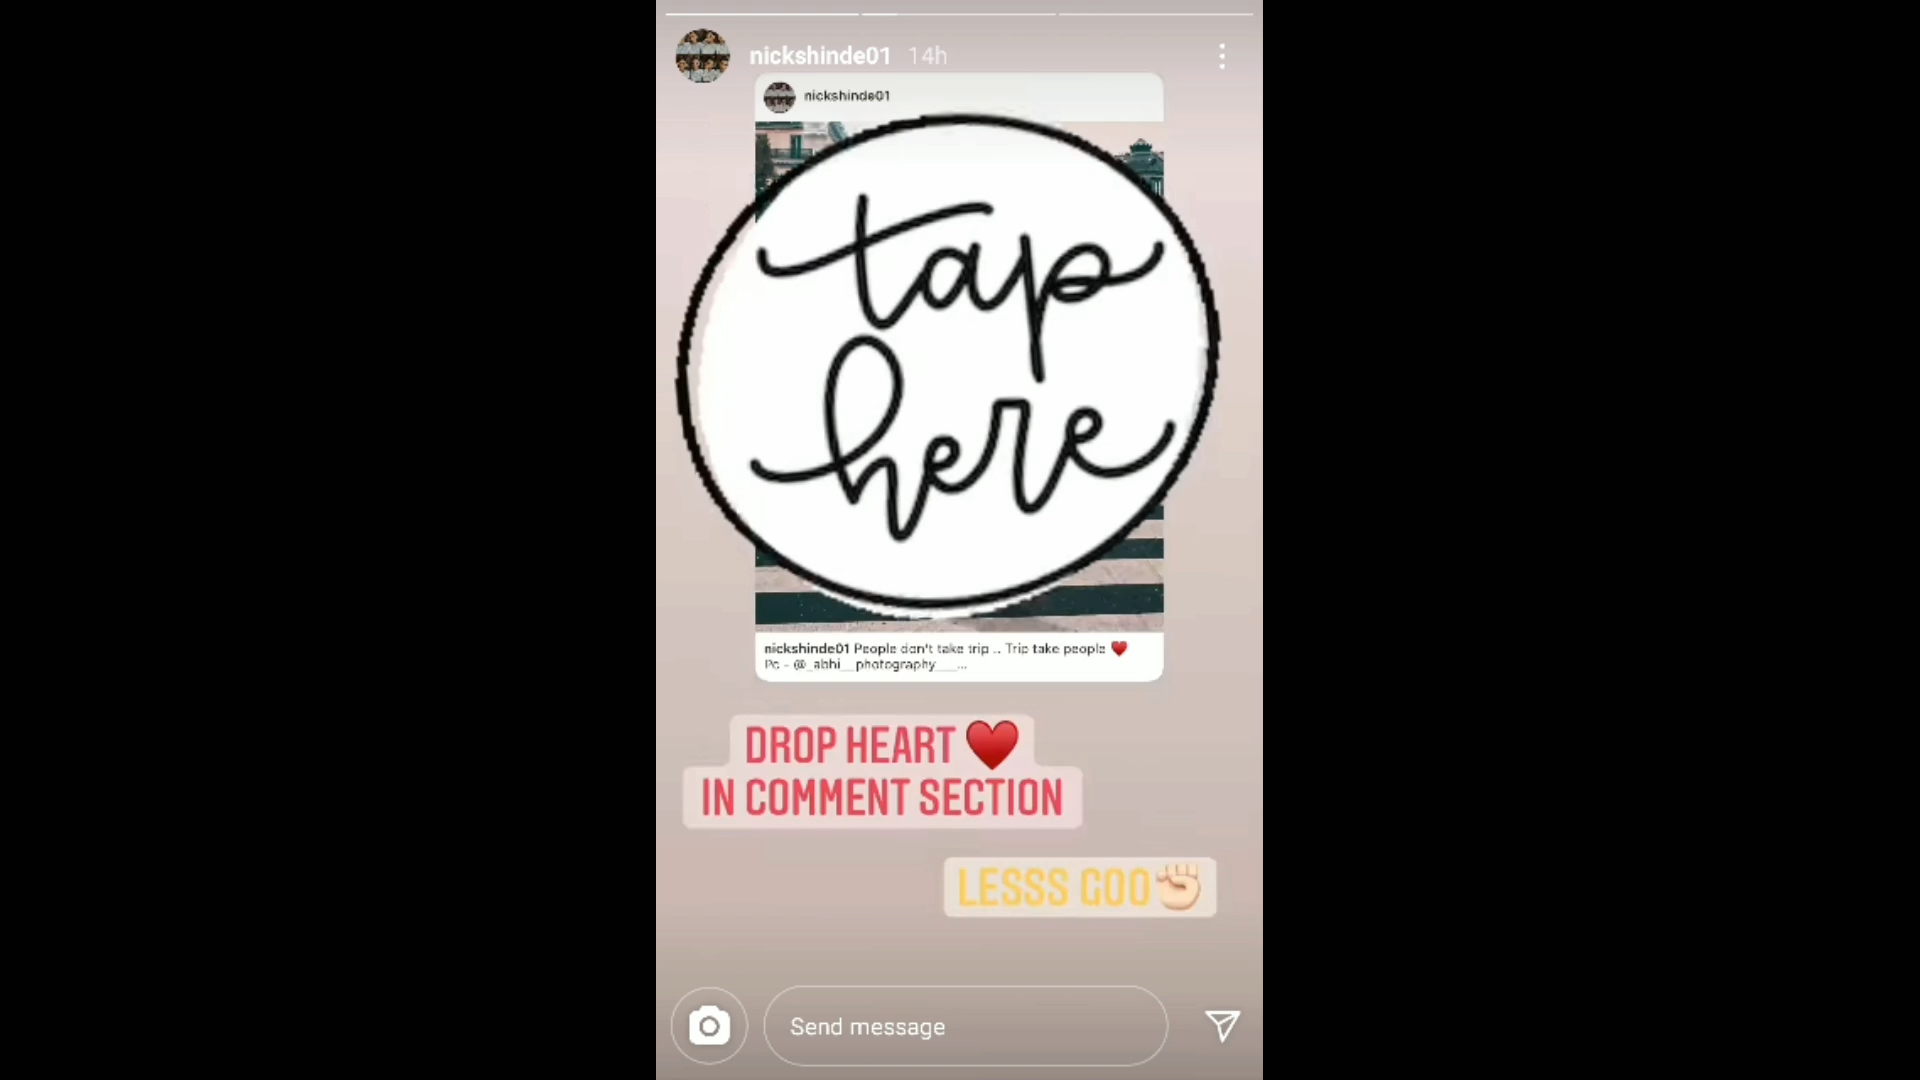 nickshinde01 14h
nickshinde01
tap
here
nickshinde01 People don't take trip .. Trip take people ♥
Pc - @_abhi__photography___...
DROP HEART ♥
IN COMMENT SECTION
LESSS GOO✊🏻
Send message